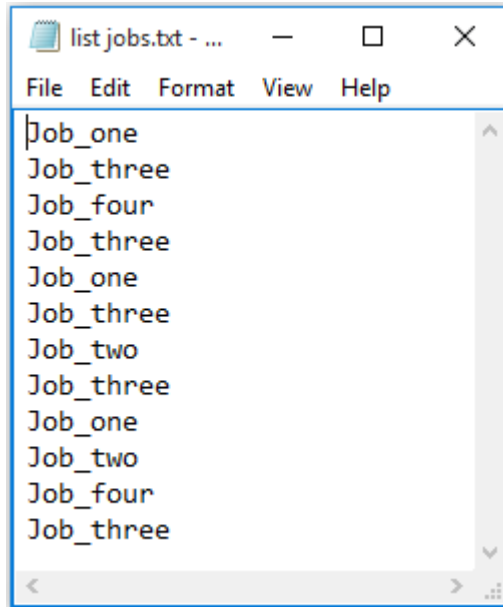 list jobs.txt - ...
File Edit Format View Help
Job_one
Job_three
Job_four
Job_three
Job_one
Job_three
Job_two
Job_three
Job_one
Job_two
Job_four
Job_three